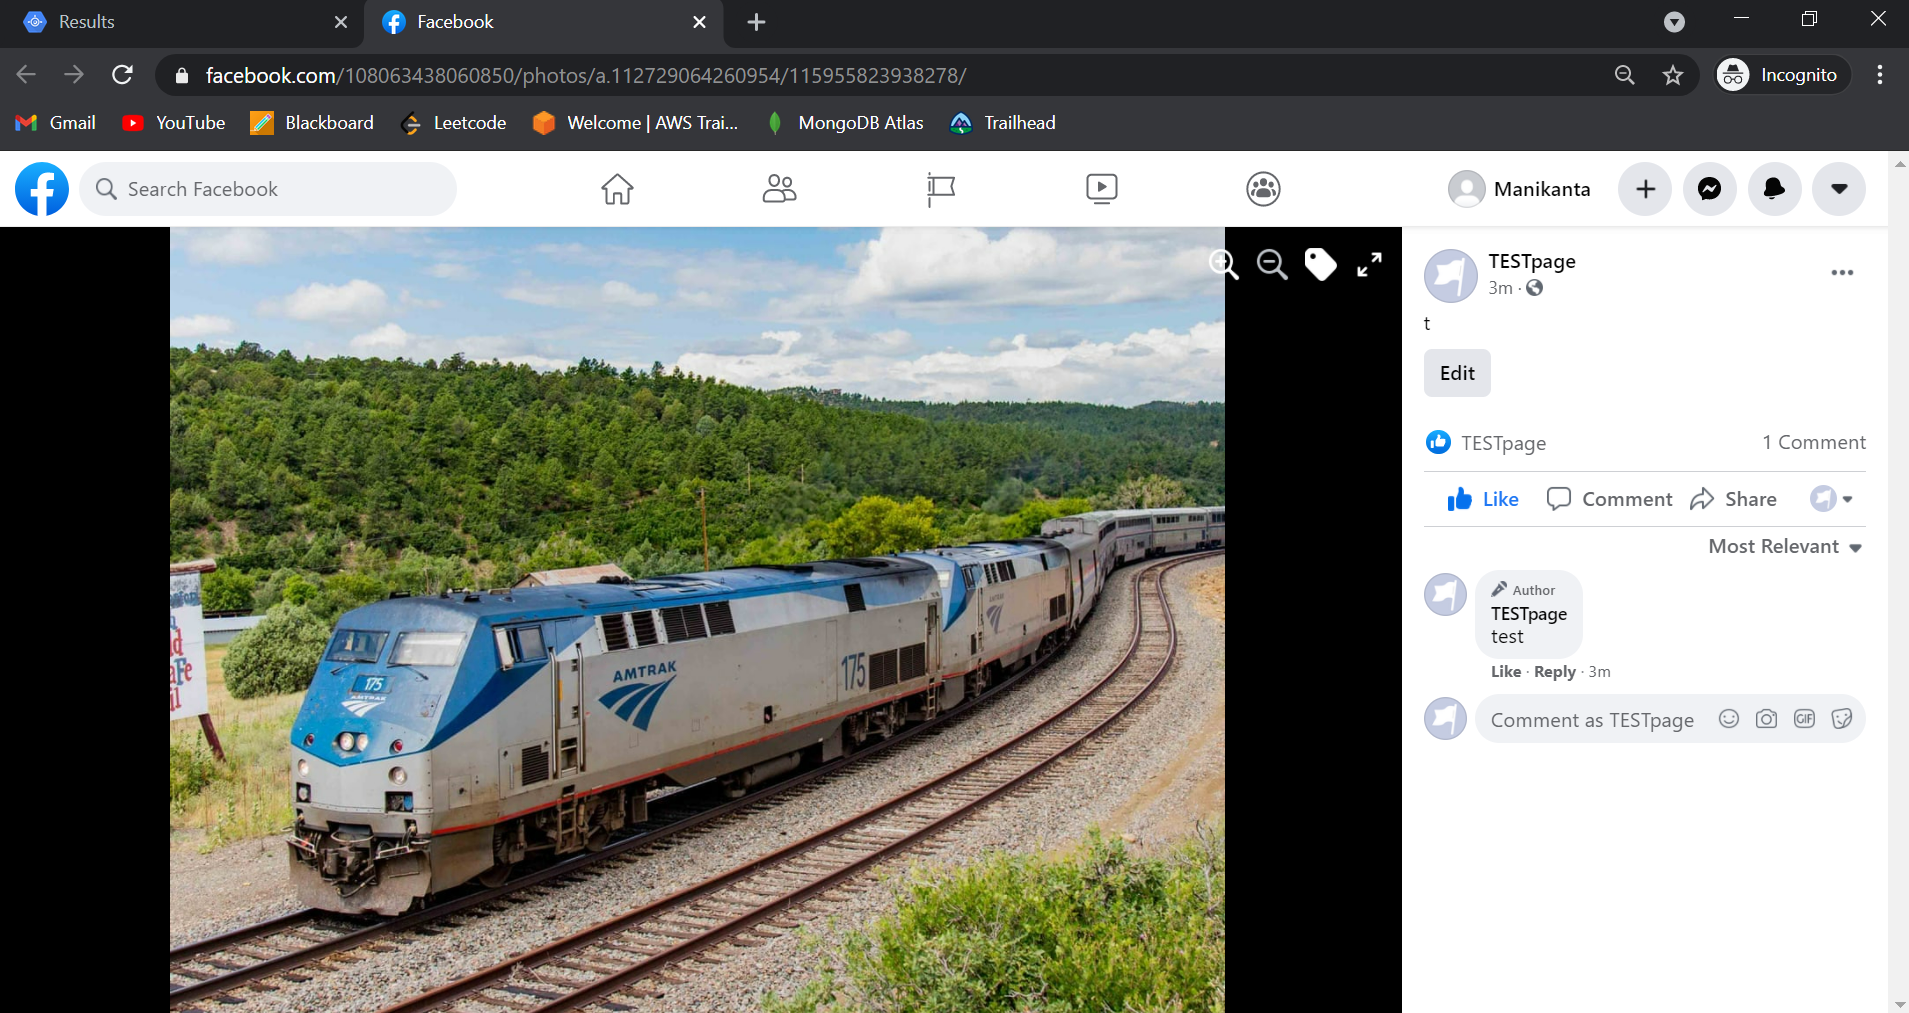 Results
Facebook
facebook.com/108063438060850/photos/a.112729064260954/115955823938278/
Incognito
Gmail
YouTube
Blackboard
Leetcode
Welcome | AWS Trai...
MongoDB Atlas
Trailhead
Search Facebook
Manikanta
TESTpage
3m ·
t
Edit
TESTpage
1 Comment
Like
Comment
Share
Most Relevant
Author
TESTpage
test
Like · Reply · 3m
Comment as TESTpage
GIF
175
AMTRAK
AMTRAK
175